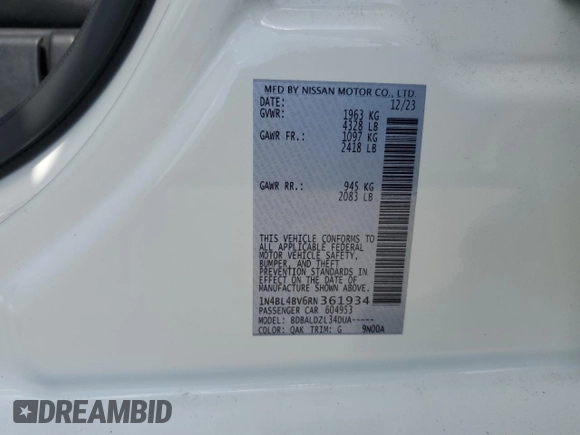 MFD BY NISSAN MOTOR CO., LTD.
DATE: 12/23
GVWR: 1963 KG
4328 LB
GAWR FR.: 1097 KG
2418 LB
GAWR RR.: 945 KG
2083 LB
THIS VEHICLE CONFORMS TO
ALL APPLICABLE FEDERAL
MOTOR VEHICLE SAFETY,
BUMPER, AND THEFT
PREVENTION STANDARDS IN
EFFECT ON THE DATE OF
MANUFACTURE SHOWN ABOVE.
1N4BL4BV6RN361934
PASSENGER CAR 604953
MODEL: BDBALDZL34DUA-----
COLOR: QAK TRIM: G 9N00A
DREAMBID